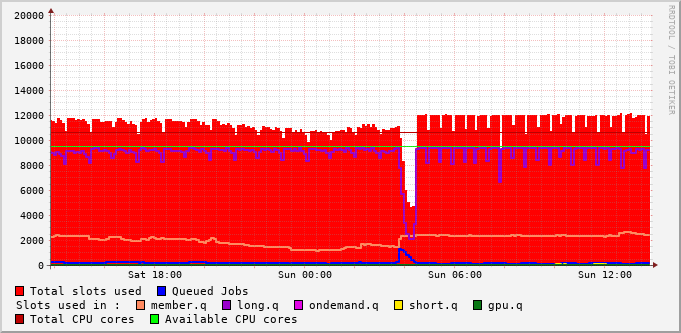 20000
18000
16000
14000
12000
10000
8000
6000
4000
2000
0
Sat 18:00 Sun 00:00 Sun 06:00 Sun 12:00
Total slots used Queued Jobs
Slots used in : member.q long.q ondemand.q short.q gpu.q
Total CPU cores Available CPU cores
RRDTOOL / TOBI OETIKER